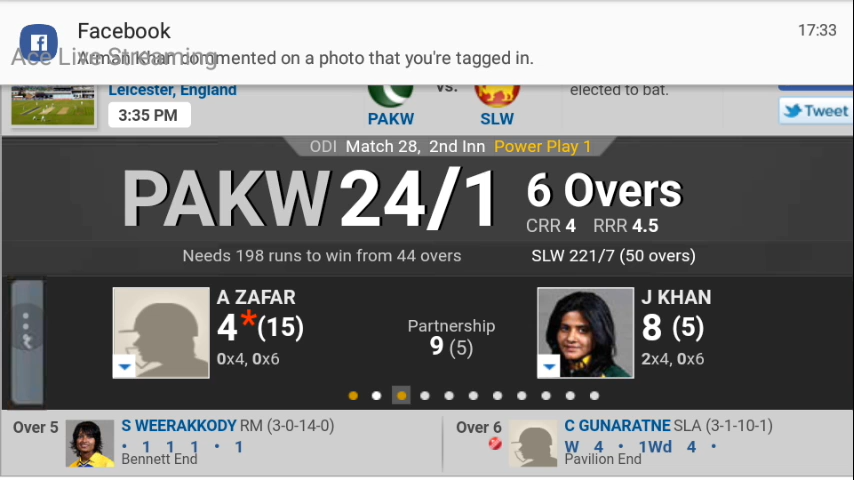 Facebook
17:33
Ace Live Streaming
Arman Khan commented on a photo that you're tagged in.
Leicester, England
vs.
elected to bat.
3:35 PM
PAKW
SLW
Tweet
ODI Match 28, 2nd Inn Power Play 1
PAKW 24/1
6 Overs
CRR 4 RRR 4.5
Needs 198 runs to win from 44 overs
SLW 221/7 (50 overs)
A ZAFAR
4*(15)
0x4, 0x6
Partnership
9 (5)
J KHAN
8 (5)
2x4, 0x6
Over 5
S WEERAKKODY RM (3-0-14-0)
• 1 1 1 • 1
Bennett End
Over 6
C GUNARATNE SLA (3-1-10-1)
W 4 • 1Wd 4 •
Pavilion End